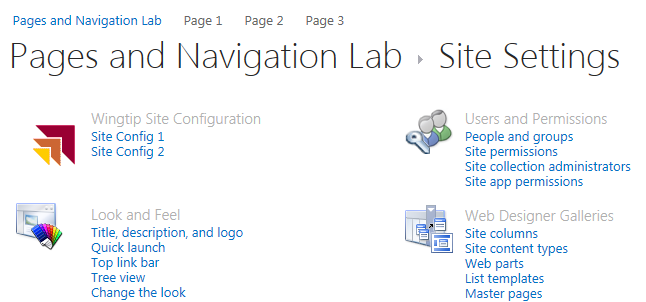 Pages and Navigation Lab Page 1 Page 2 Page 3
Pages and Navigation Lab ▸ Site Settings
Wingtip Site Configuration
Site Config 1
Site Config 2
Users and Permissions
People and groups
Site permissions
Site collection administrators
Site app permissions
Look and Feel
Title, description, and logo
Quick launch
Top link bar
Tree view
Change the look
Web Designer Galleries
Site columns
Site content types
Web parts
List templates
Master pages